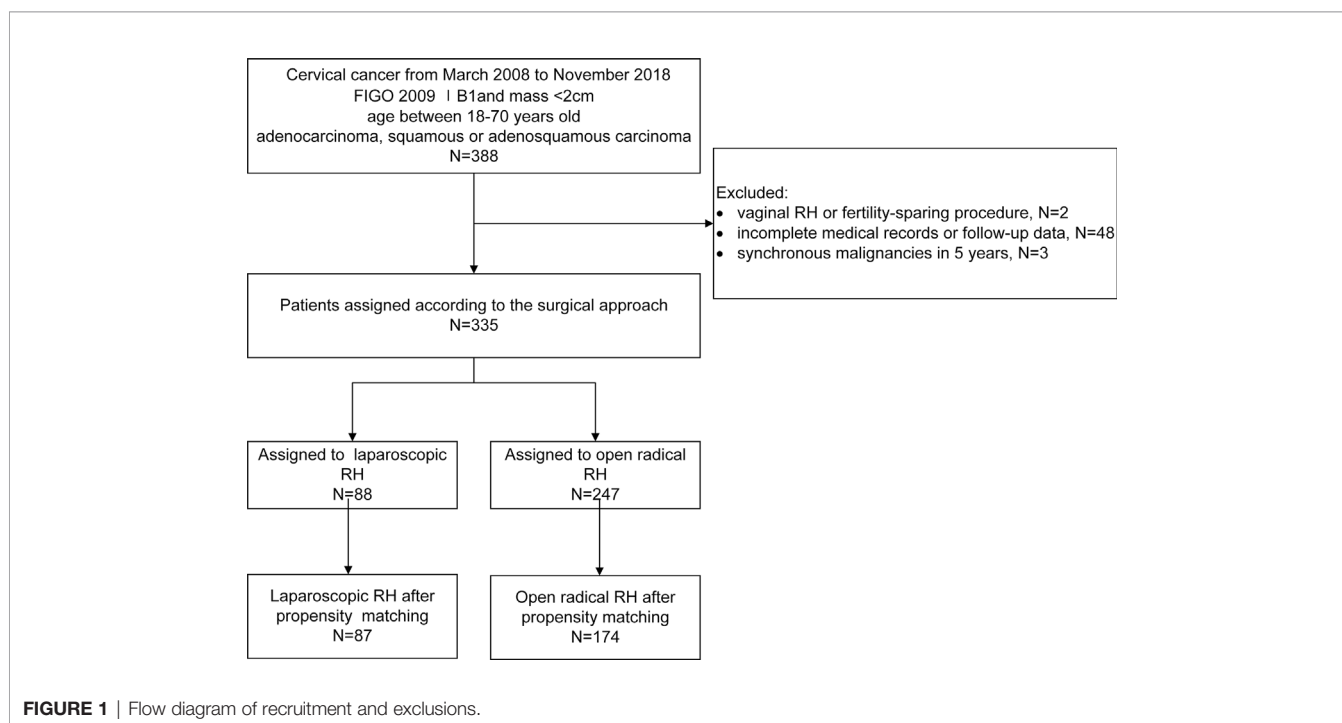 Cervical cancer from March 2008 to November 2018
FIGO 2009 ⅠB1and mass <2cm
age between 18-70 years old
adenocarcinoma, squamous or adenosquamous carcinoma
N=388
Excluded:
• vaginal RH or fertility-sparing procedure, N=2
• incomplete medical records or follow-up data, N=48
• synchronous malignancies in 5 years, N=3
Patients assigned according to the surgical approach
N=335
Assigned to laparoscopic
RH
N=88
Assigned to open radical
RH
N=247
Laparoscopic RH after
propensity matching
N=87
Open radical RH after
propensity matching
N=174
FIGURE 1 | Flow diagram of recruitment and exclusions.